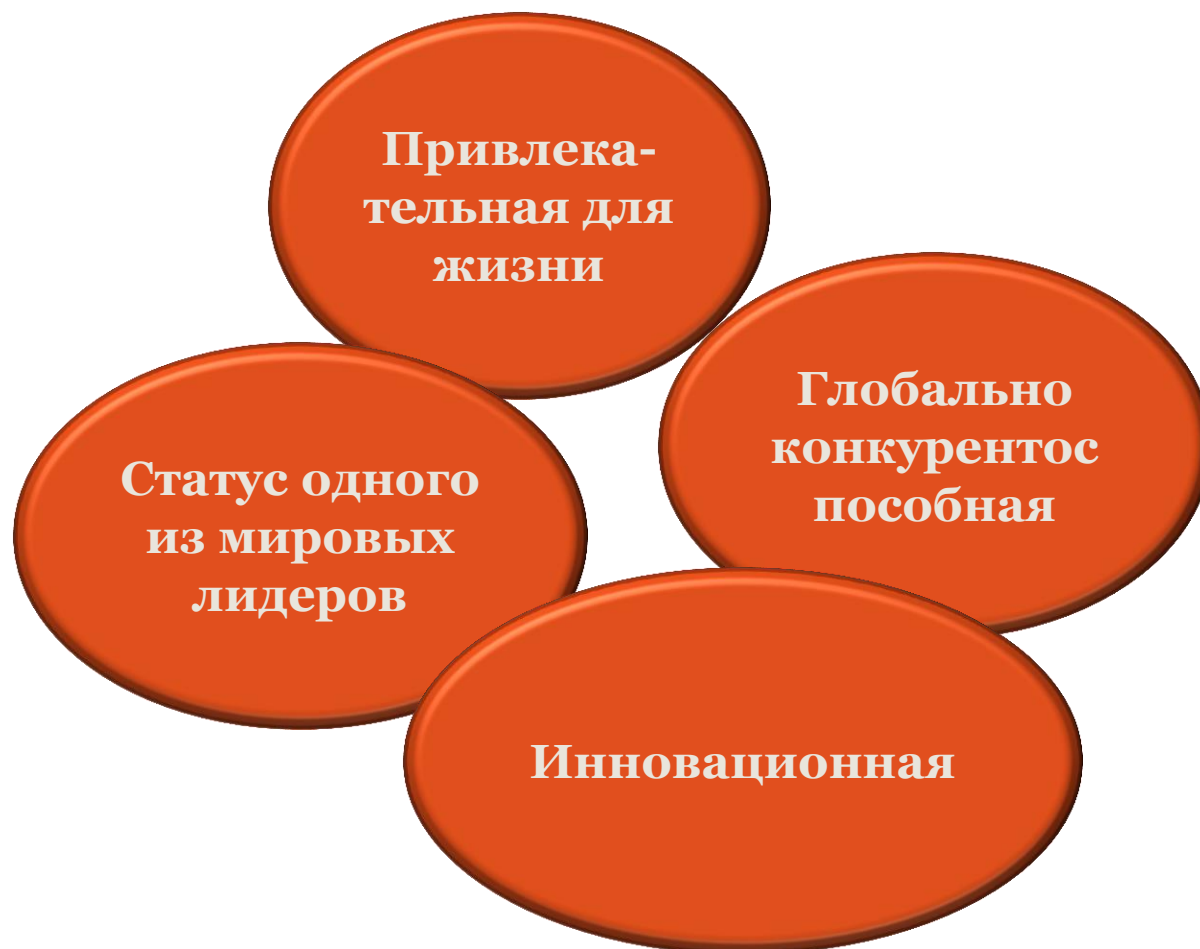 Привлека-
тельная для
жизни
Глобально
конкурентос
пособная
Статус одного
из мировых
лидеров
Инновационная